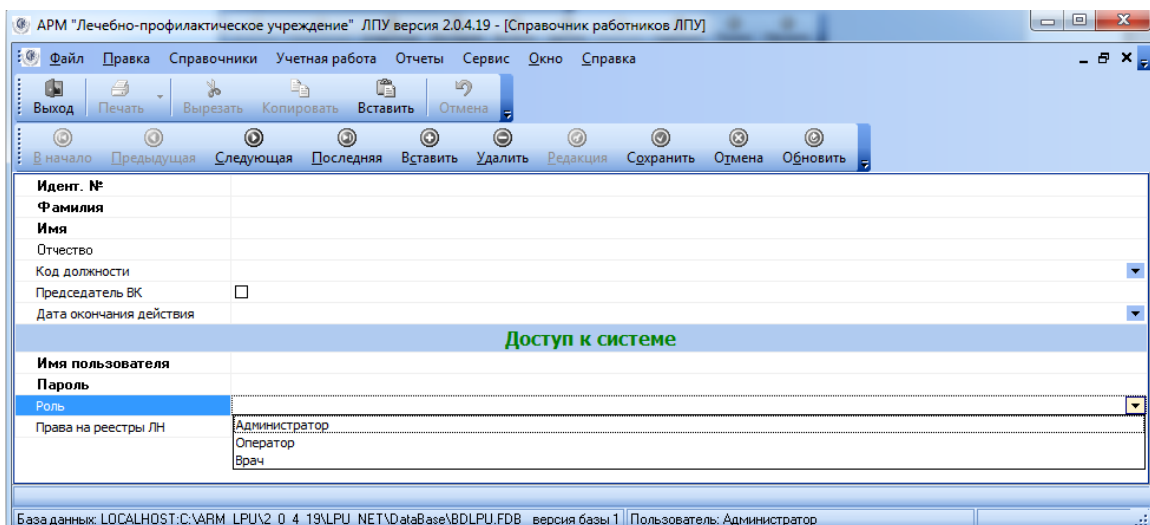 АРМ "Лечебно-профилактическое учреждение" ЛПУ версия 2.0.4.19 - [Справочник работников ЛПУ]
Файл Правка Справочники Учетная работа Отчеты Сервис Окно Справка
Выход Печать Вырезать Копировать Вставить Отмена
В начало Предыдущая Следующая Последняя Вставить Удалить Редакция Сохранить Отмена Обновить
Идент. №
Фамилия
Имя
Отчество
Код должности
Председатель ВК
Дата окончания действия
Доступ к системе
Имя пользователя
Пароль
Роль
Администратор
Права на реестры ЛН
Оператор
Врач
База данных: LOCALHOST:C:\ARM_LPU\2_0_4_19\LPU_NET\DataBase\BDLPU.FDB версия базы 1 Пользователь: Администратор